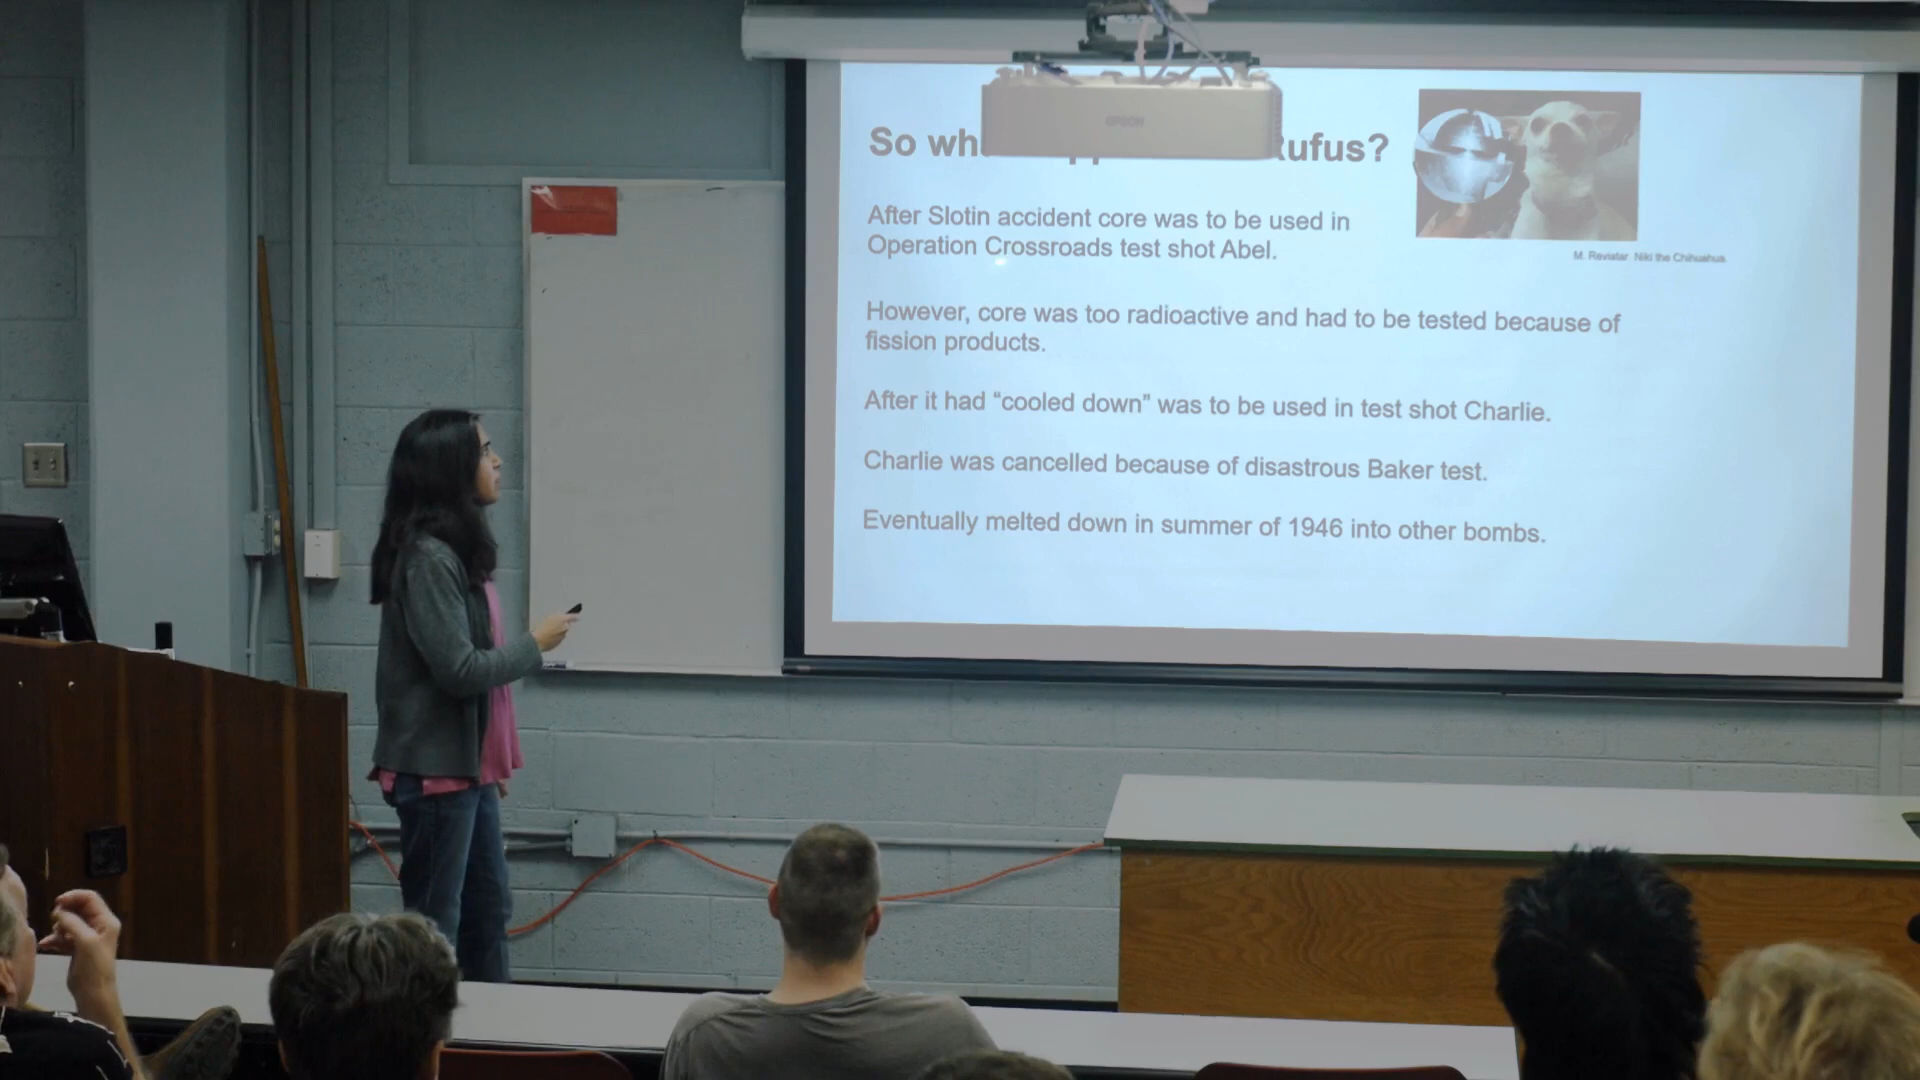 So wh ufus?
EPSON
After Slotin accident core was to be used in
Operation Crossroads test shot Abel.
M. Reviatar Niki the Chihuahua
However, core was too radioactive and had to be tested because of
fission products.
After it had “cooled down” was to be used in test shot Charlie.
Charlie was cancelled because of disastrous Baker test.
Eventually melted down in summer of 1946 into other bombs.